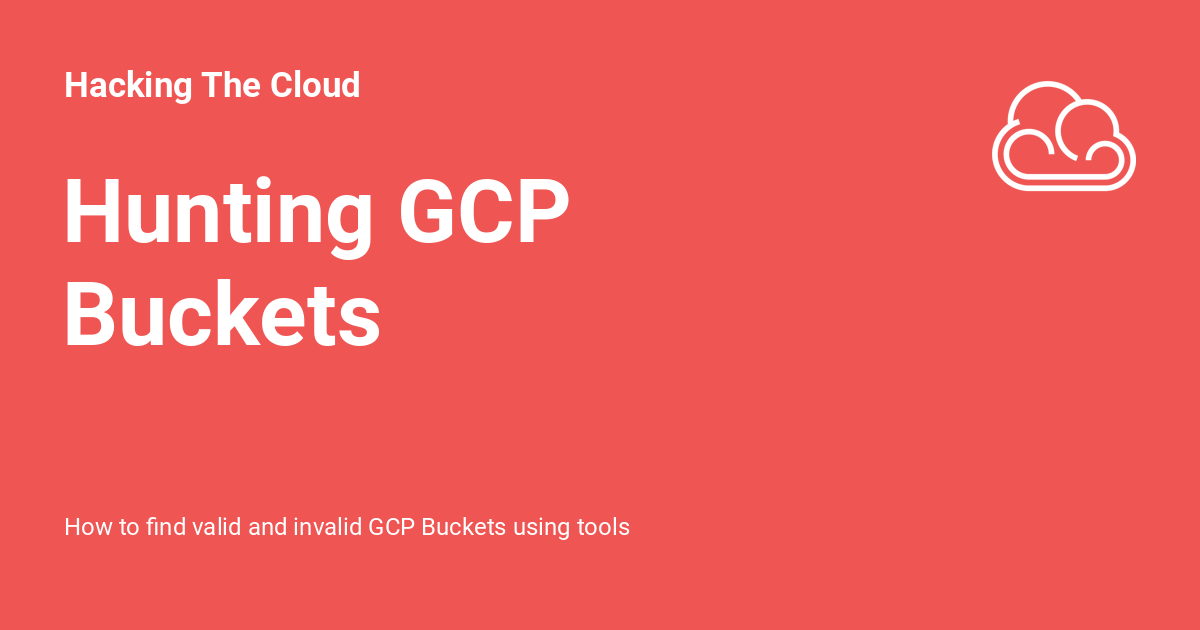 Hacking The Cloud
Hunting GCP
Buckets
How to find valid and invalid GCP Buckets using tools